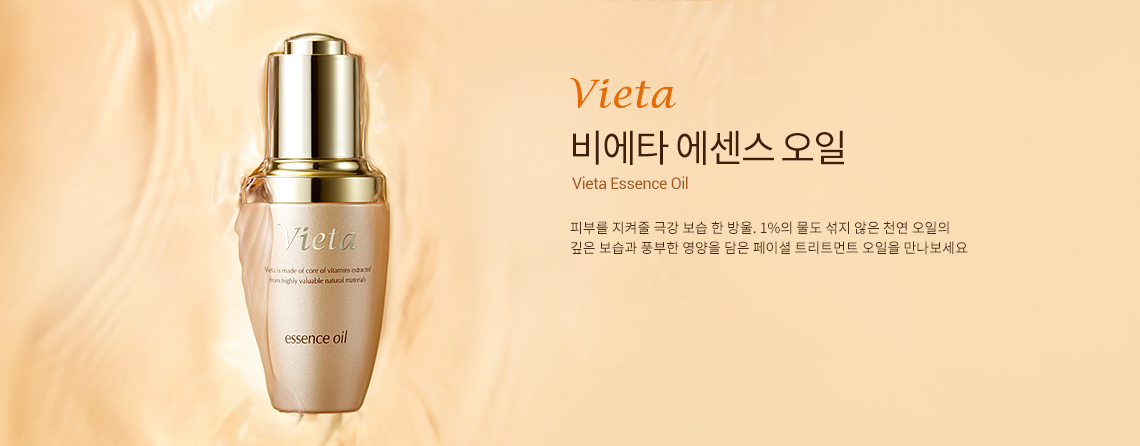 Vieta
Vieta is made of core of vitamins extracted
from highly valuable natural materials
essence oil
Vieta
비에타 에센스 오일
Vieta Essence Oil
피부를 지켜줄 극강 보습 한 방울. 1%의 물도 섞지 않은 천연 오일의
깊은 보습과 풍부한 영양을 담은 페이셜 트리트먼트 오일을 만나보세요